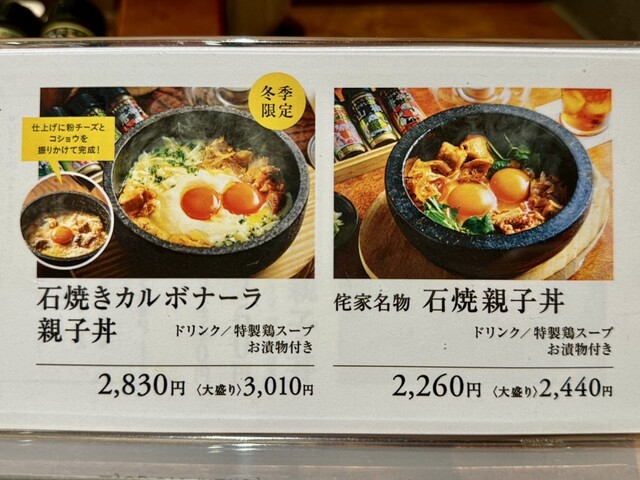 冬季
限定
仕上げに粉チーズと
コショウを
振りかけて完成!
石焼きカルボナーラ
親子丼
ドリンク/特製鶏スープ
お漬物付き
2,830円 〈大盛り〉3,010円
侘家名物 石焼親子丼
ドリンク/特製鶏スープ
お漬物付き
2,260円 〈大盛り〉2,440円